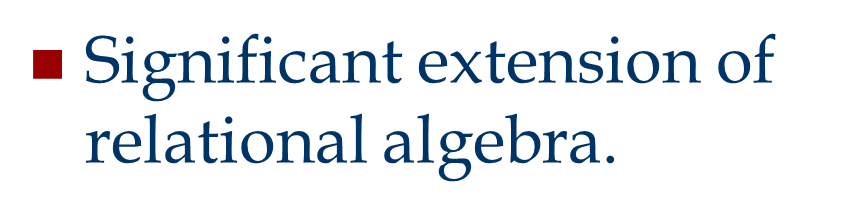 Significant extension of
relational algebra.